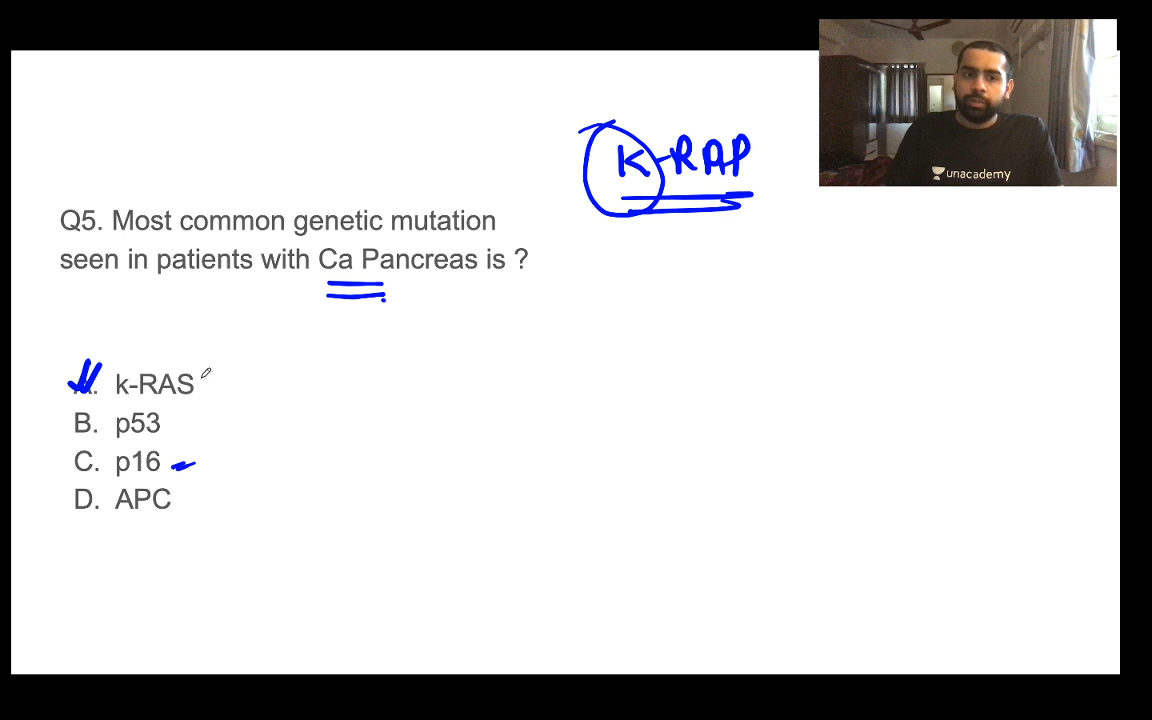 K-RAP
unacademy
Q5. Most common genetic mutation
seen in patients with Ca Pancreas is ?
A. k-RAS
B. p53
C. p16
D. APC